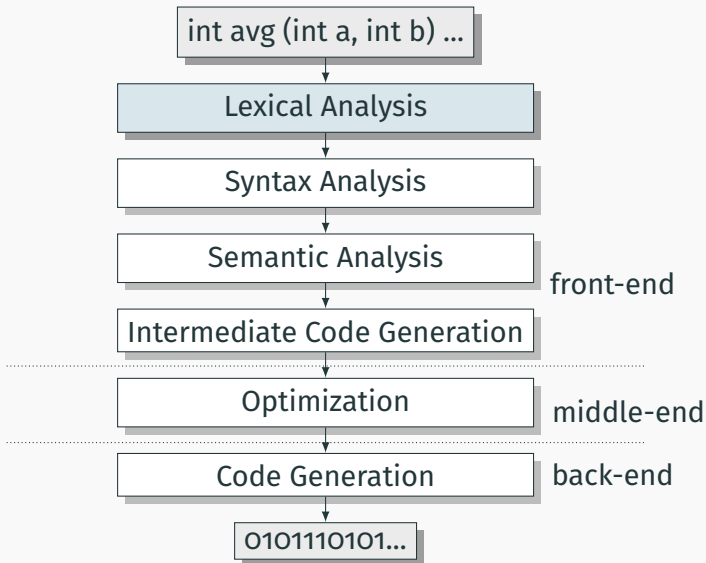 int avg (int a, int b) ...
Lexical Analysis
Syntax Analysis
Semantic Analysis
front-end
Intermediate Code Generation
Optimization
middle-end
Code Generation
back-end
0101110101...